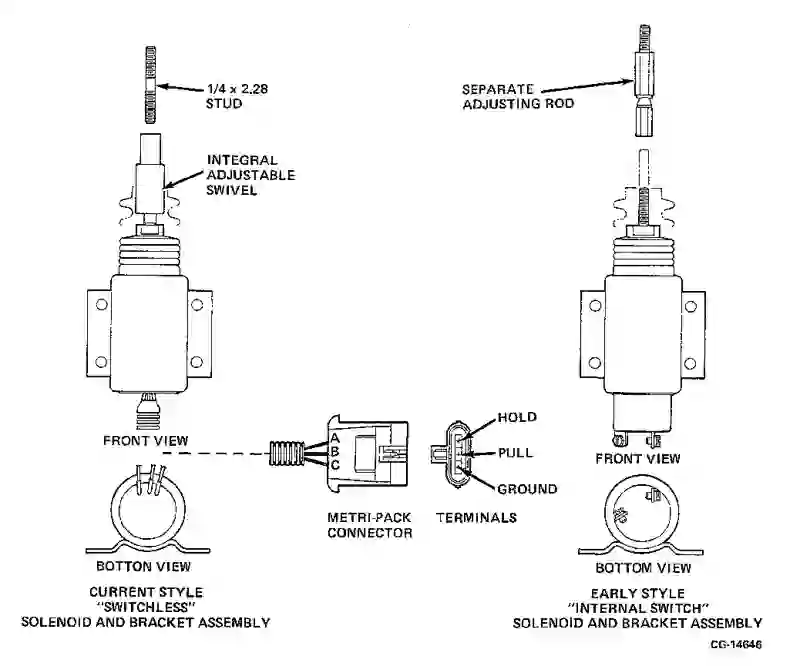 1/4 x 2.28
STUD
SEPARATE
ADJUSTING ROD
INTEGRAL
ADJUSTABLE
SWIVEL
FRONT VIEW
A
B
C
HOLD
PULL
GROUND
FRONT VIEW
METRI-PACK
CONNECTOR
TERMINALS
BOTTON VIEW
BOTTOM VIEW
CURRENT STYLE
"SWITCHLESS"
SOLENOID AND BRACKET ASSEMBLY
EARLY STYLE
"INTERNAL SWITCH"
SOLENOID AND BRACKET ASSEMBLY
CG-14646